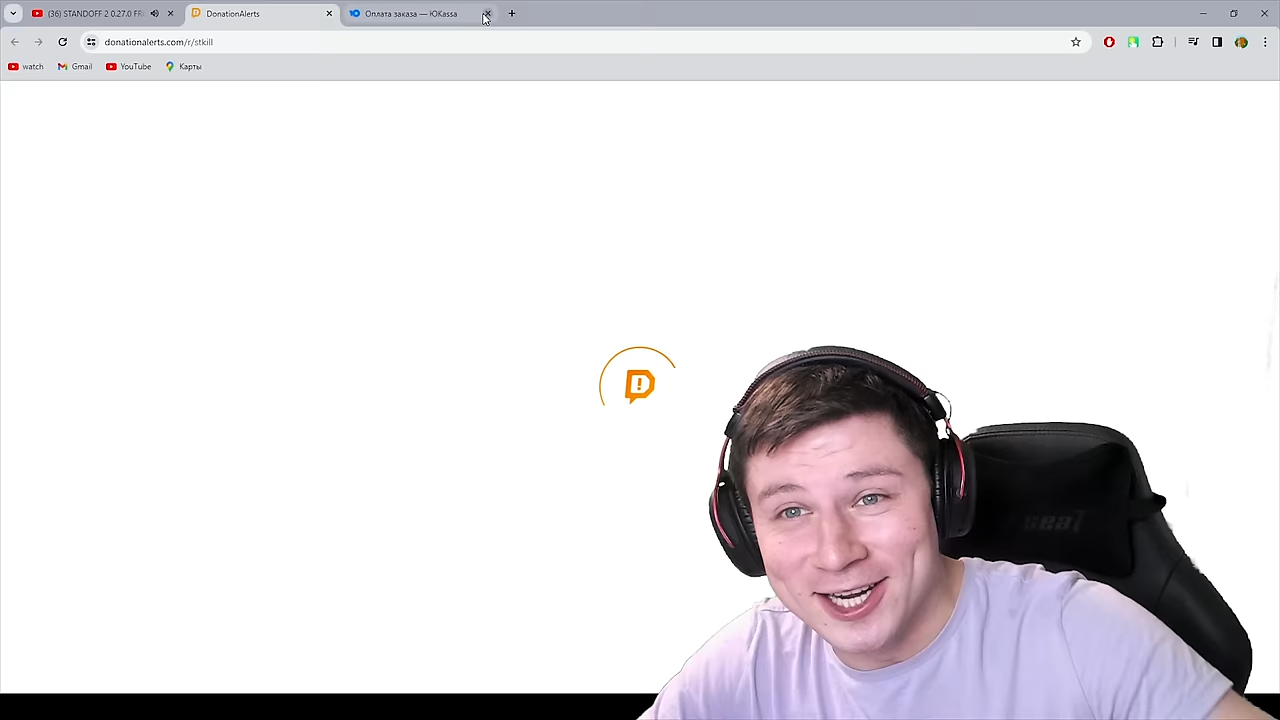 (36) STANDOFF 2 0.27.0 FR
DonationAlerts
Оплата заказа — ЮKassa
donationalerts.com/r/stkill
watch
Gmail
YouTube
Карты